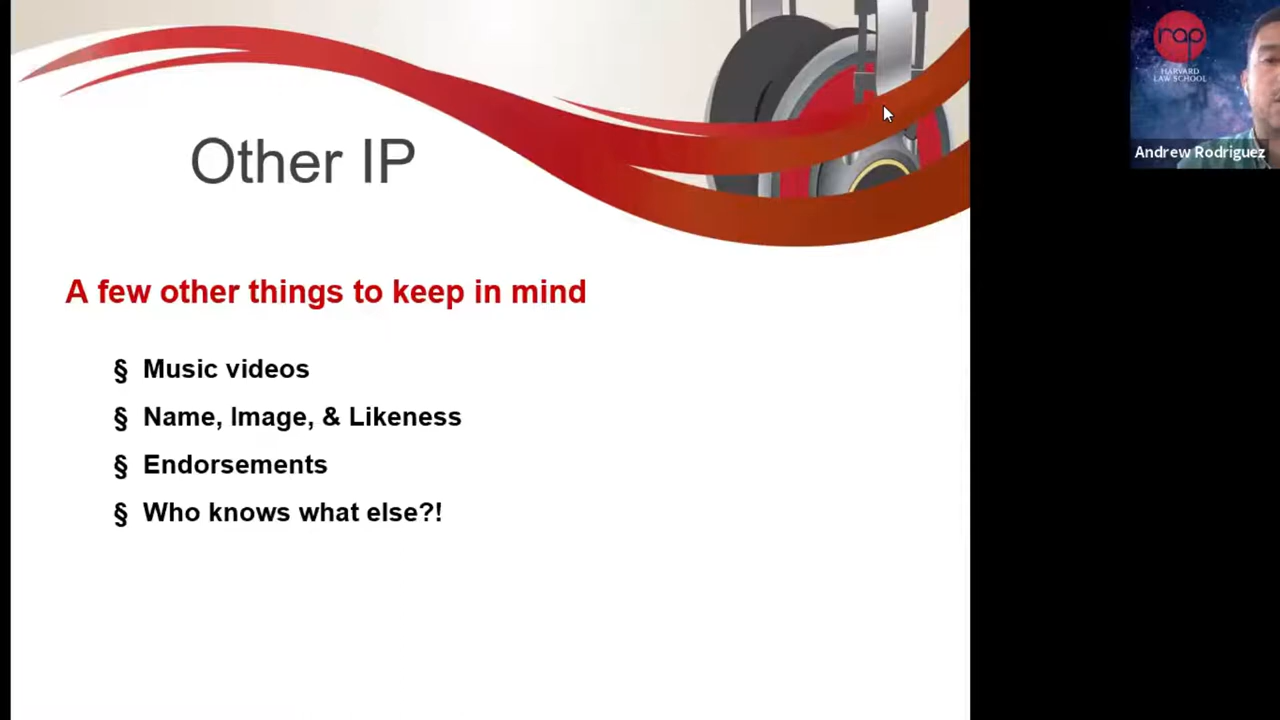 Other IP
A few other things to keep in mind
§ Music videos
§ Name, Image, & Likeness
§ Endorsements
§ Who knows what else?!
rap
HARVARD
LAW SCHOOL
Andrew Rodriguez